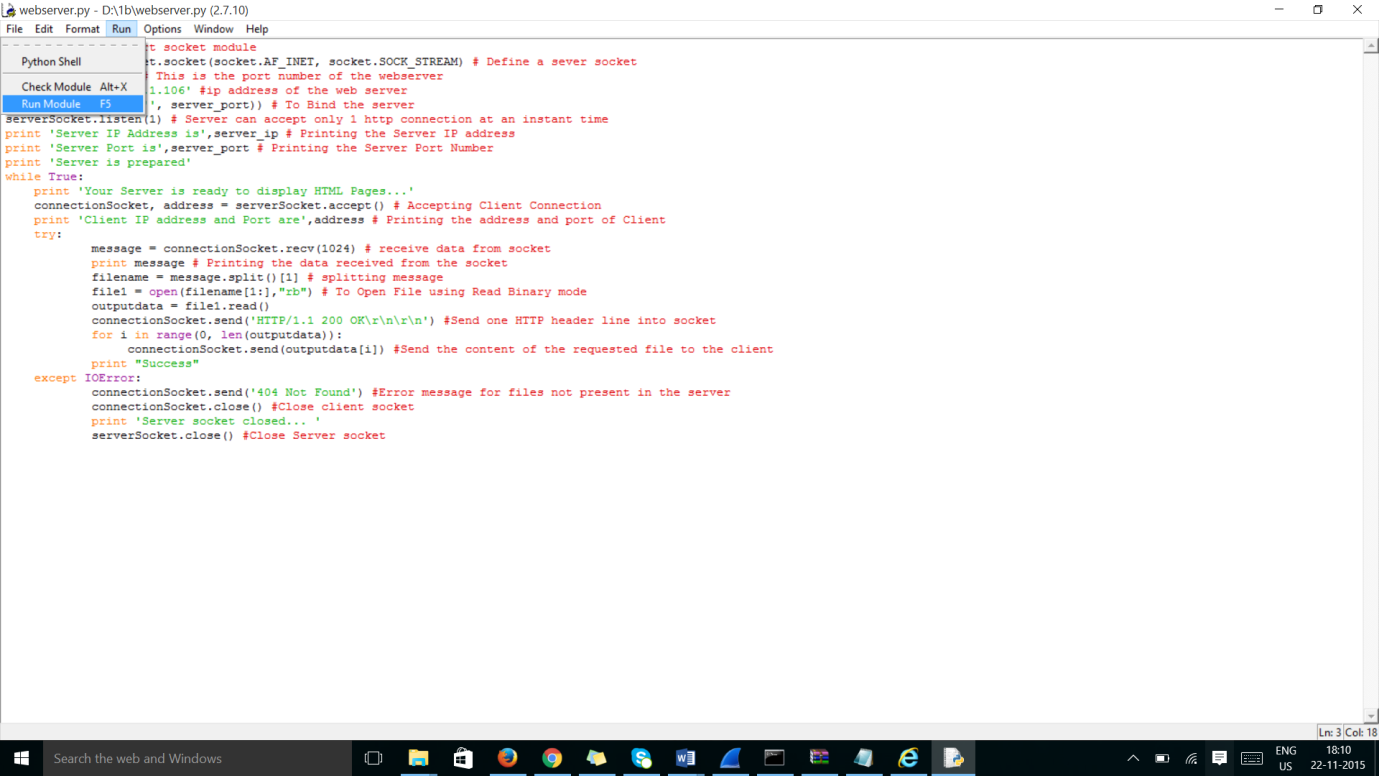 webserver.py - D:\1b\webserver.py (2.7.10)
File Edit Format Run Options Window Help
Python Shell
Check Module Alt+X
Run Module F5
t socket module
t.socket(socket.AF_INET, socket.SOCK_STREAM) # Define a sever socket
# This is the port number of the webserver
1.106' #ip address of the web server
', server_port)) # To Bind the server
serverSocket.listen(1) # Server can accept only 1 http connection at an instant time
print 'Server IP Address is',server_ip # Printing the Server IP address
print 'Server Port is',server_port # Printing the Server Port Number
print 'Server is prepared'
while True:
    print 'Your Server is ready to display HTML Pages...'
    connectionSocket, address = serverSocket.accept() # Accepting Client Connection
    print 'Client IP address and Port are',address # Printing the address and port of Client
    try:
            message = connectionSocket.recv(1024) # receive data from socket
            print message # Printing the data received from the socket
            filename = message.split()[1] # splitting message
            file1 = open(filename[1:],"rb") # To Open File using Read Binary mode
            outputdata = file1.read()
            connectionSocket.send('HTTP/1.1 200 OK\r\n\r\n') #Send one HTTP header line into socket
            for i in range(0, len(outputdata)):
                 connectionSocket.send(outputdata[i]) #Send the content of the requested file to the client
            print "Success"
    except IOError:
            connectionSocket.send('404 Not Found') #Error message for files not present in the server
            connectionSocket.close() #Close client socket
            print 'Server socket closed... '
            serverSocket.close() #Close Server socket
Ln: 3 Col: 18
Search the web and Windows
ENG
US
18:10
22-11-2015